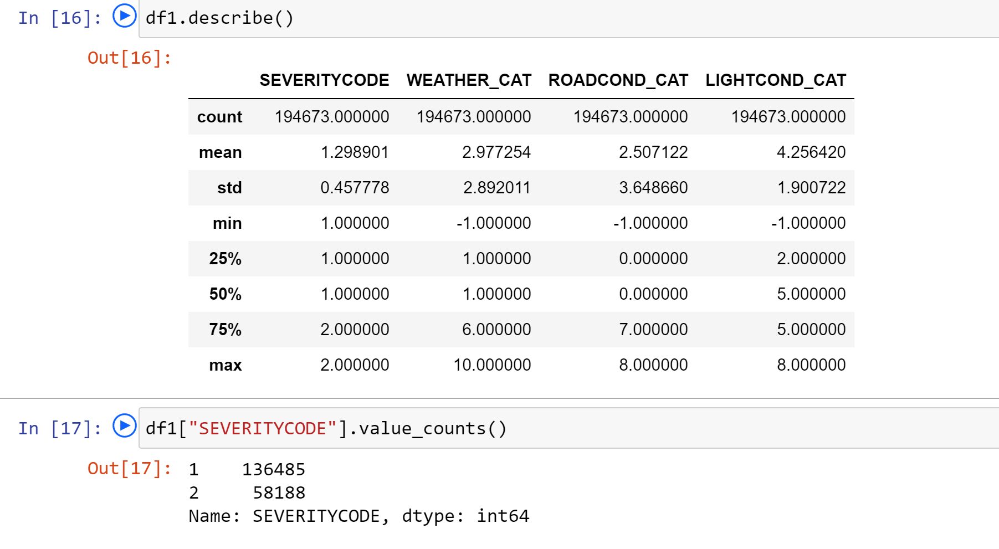 In [16]: df1.describe()
Out[16]:
SEVERITYCODE WEATHER_CAT ROADCOND_CAT LIGHTCOND_CAT
count 194673.000000 194673.000000 194673.000000 194673.000000
mean 1.298901 2.977254 2.507122 4.256420
std 0.457778 2.892011 3.648660 1.900722
min 1.000000 -1.000000 -1.000000 -1.000000
25% 1.000000 1.000000 0.000000 2.000000
50% 1.000000 1.000000 0.000000 5.000000
75% 2.000000 6.000000 7.000000 5.000000
max 2.000000 10.000000 8.000000 8.000000
In [17]: df1["SEVERITYCODE"].value_counts()
Out[17]: 1 136485
2 58188
Name: SEVERITYCODE, dtype: int64